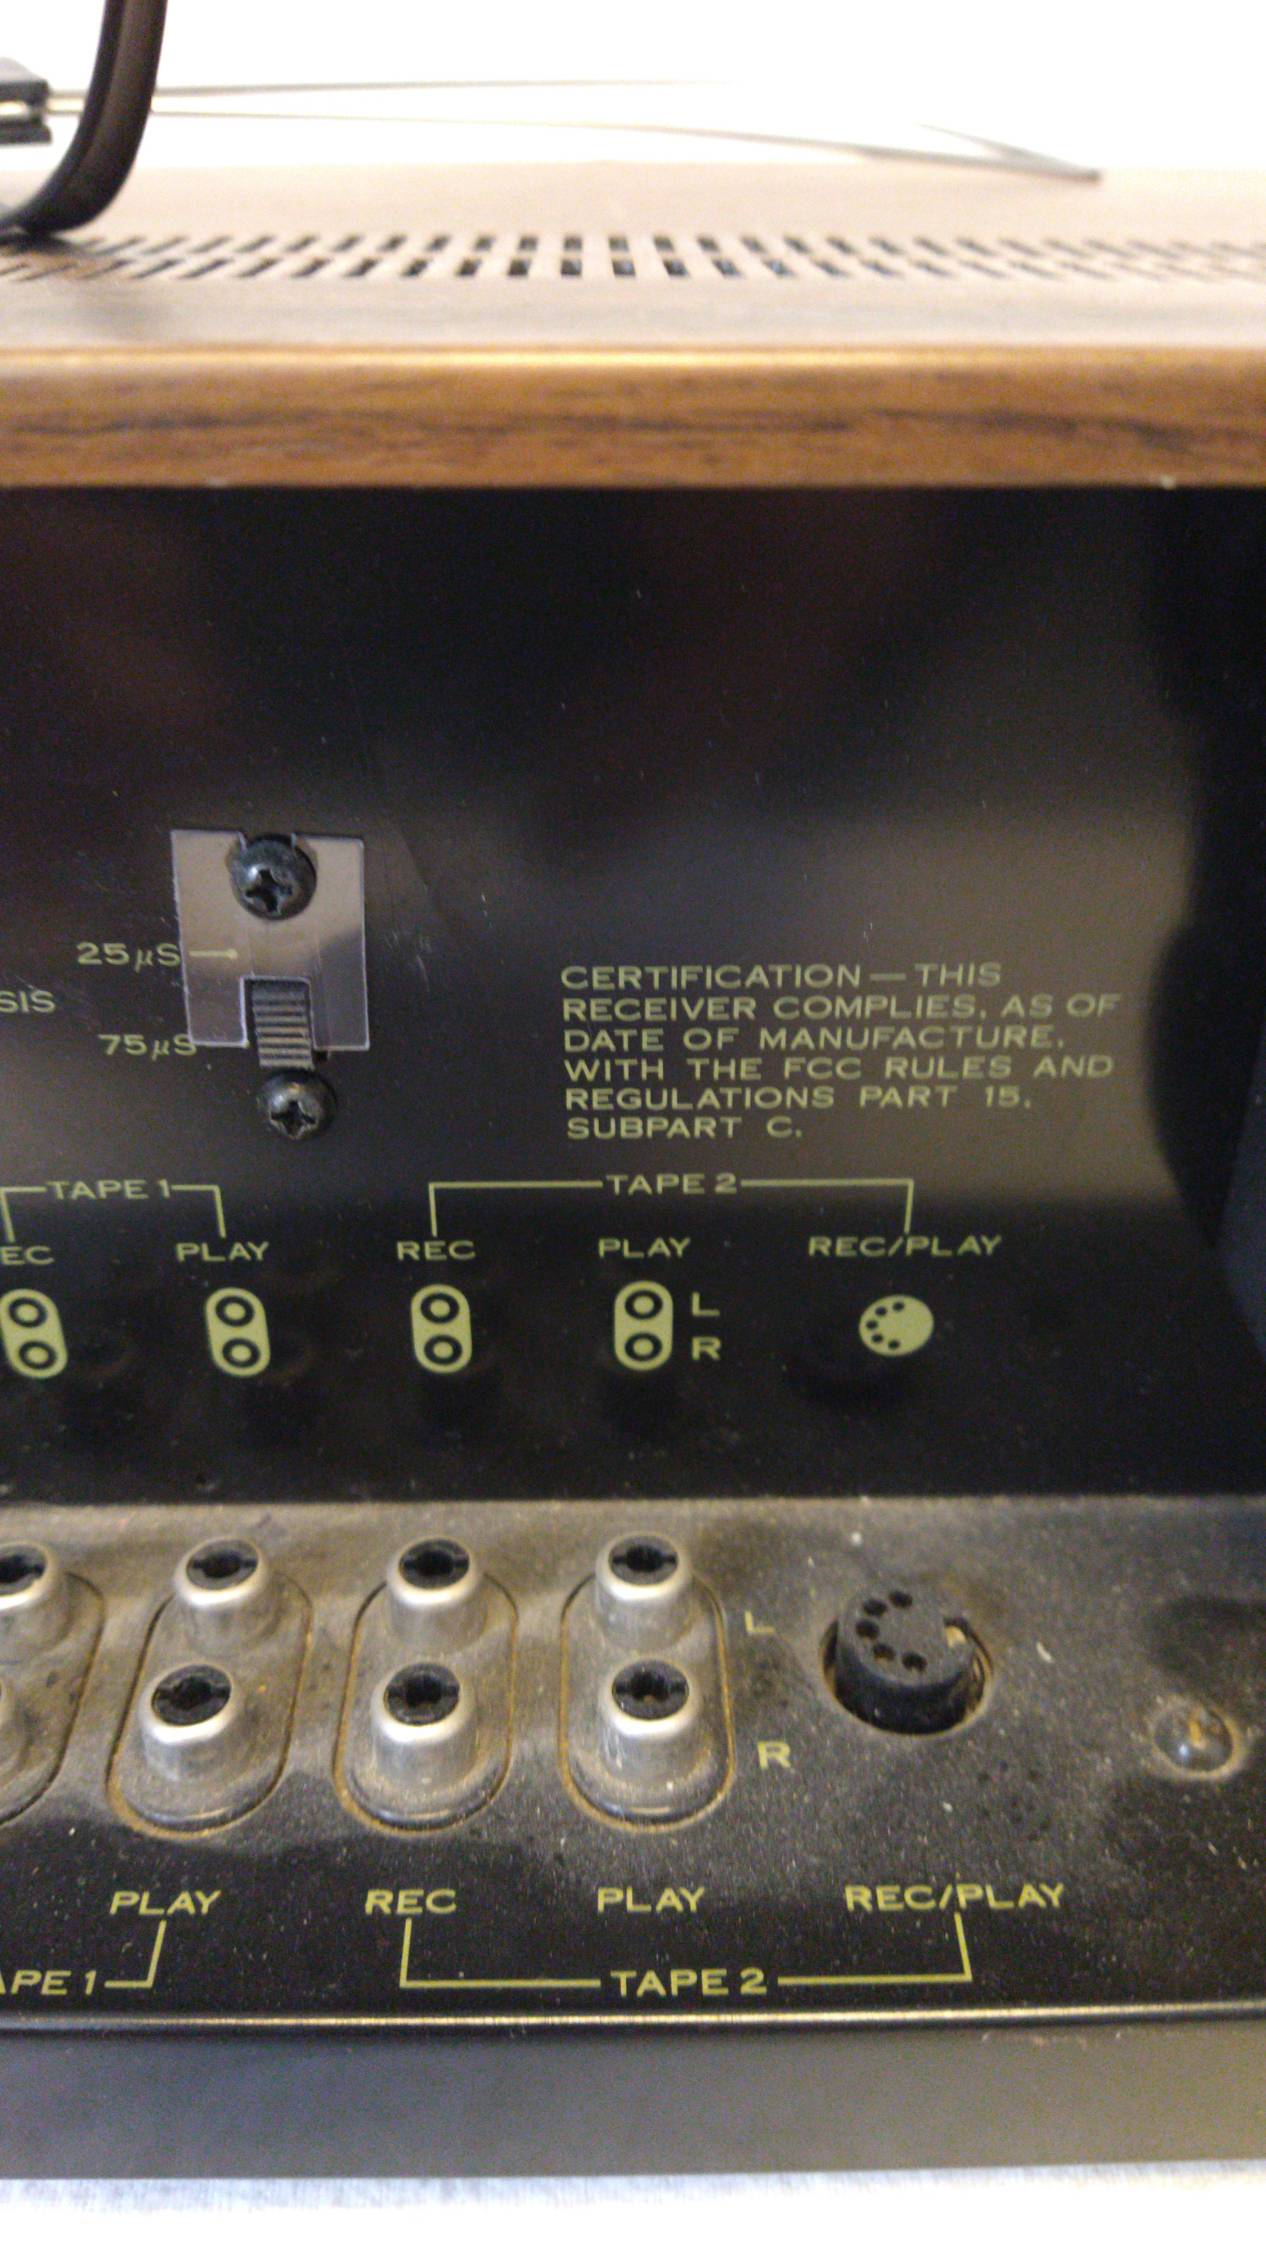 25μS
SIS
75μS
CERTIFICATION — THIS
RECEIVER COMPLIES, AS OF
DATE OF MANUFACTURE,
WITH THE FCC RULES AND
REGULATIONS PART 15,
SUBPART C.
TAPE 1
TAPE 2
EC
PLAY
REC
PLAY
REC/PLAY
L
R
L
R
PLAY
REC
PLAY
REC/PLAY
APE 1
TAPE 2